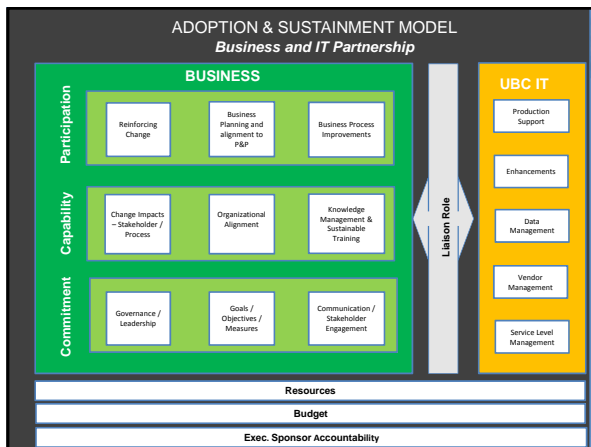 ADOPTION & SUSTAINMENT MODEL
Business and IT Partnership
BUSINESS
Participation
Reinforcing
Change
Business
Planning and
alignment to
P&P
Business Process
Improvements
Capability
Change Impacts
– Stakeholder /
Process
Organizational
Alignment
Knowledge
Management &
Sustainable
Training
Commitment
Governance /
Leadership
Goals /
Objectives /
Measures
Communication /
Stakeholder
Engagement
Liaison Role
UBC IT
Production
Support
Enhancements
Data
Management
Vendor
Management
Service Level
Management
Resources
Budget
Exec. Sponsor Accountability